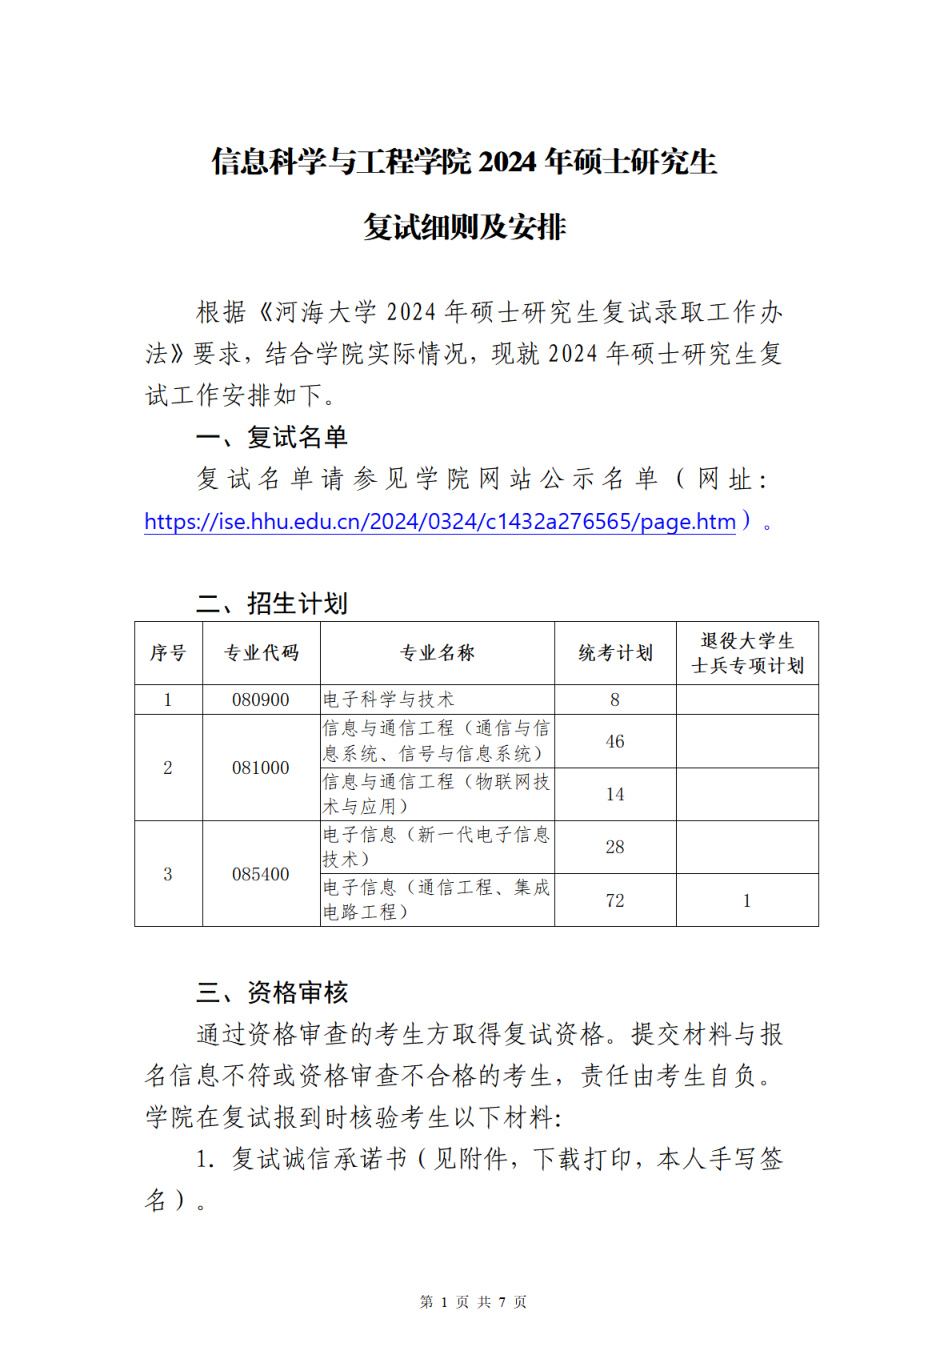 信息科学与工程学院 2024 年硕士研究生
复试细则及安排
根据《河海大学 2024 年硕士研究生复试录取工作办
法》要求，结合学院实际情况，现就 2024 年硕士研究生复
试工作安排如下。
一、复试名单
复试名单请参见学院网站公示名单（网址：
https://ise.hhu.edu.cn/2024/0324/c1432a276565/page.htm）。
二、招生计划
序号 专业代码 专业名称 统考计划 退役大学生
士兵专项计划
1 080900 电子科学与技术 8
2 081000 信息与通信工程（通信与信
息系统、信号与信息系统） 46
信息与通信工程（物联网技
术与应用） 14
3 085400 电子信息（新一代电子信息
技术） 28
电子信息（通信工程、集成
电路工程） 72 1
三、资格审核
通过资格审查的考生方取得复试资格。提交材料与报
名信息不符或资格审查不合格的考生，责任由考生自负。
学院在复试报到时核验考生以下材料：
1. 复试诚信承诺书（见附件，下载打印，本人手写签
名）。
第 1 页 共 7 页